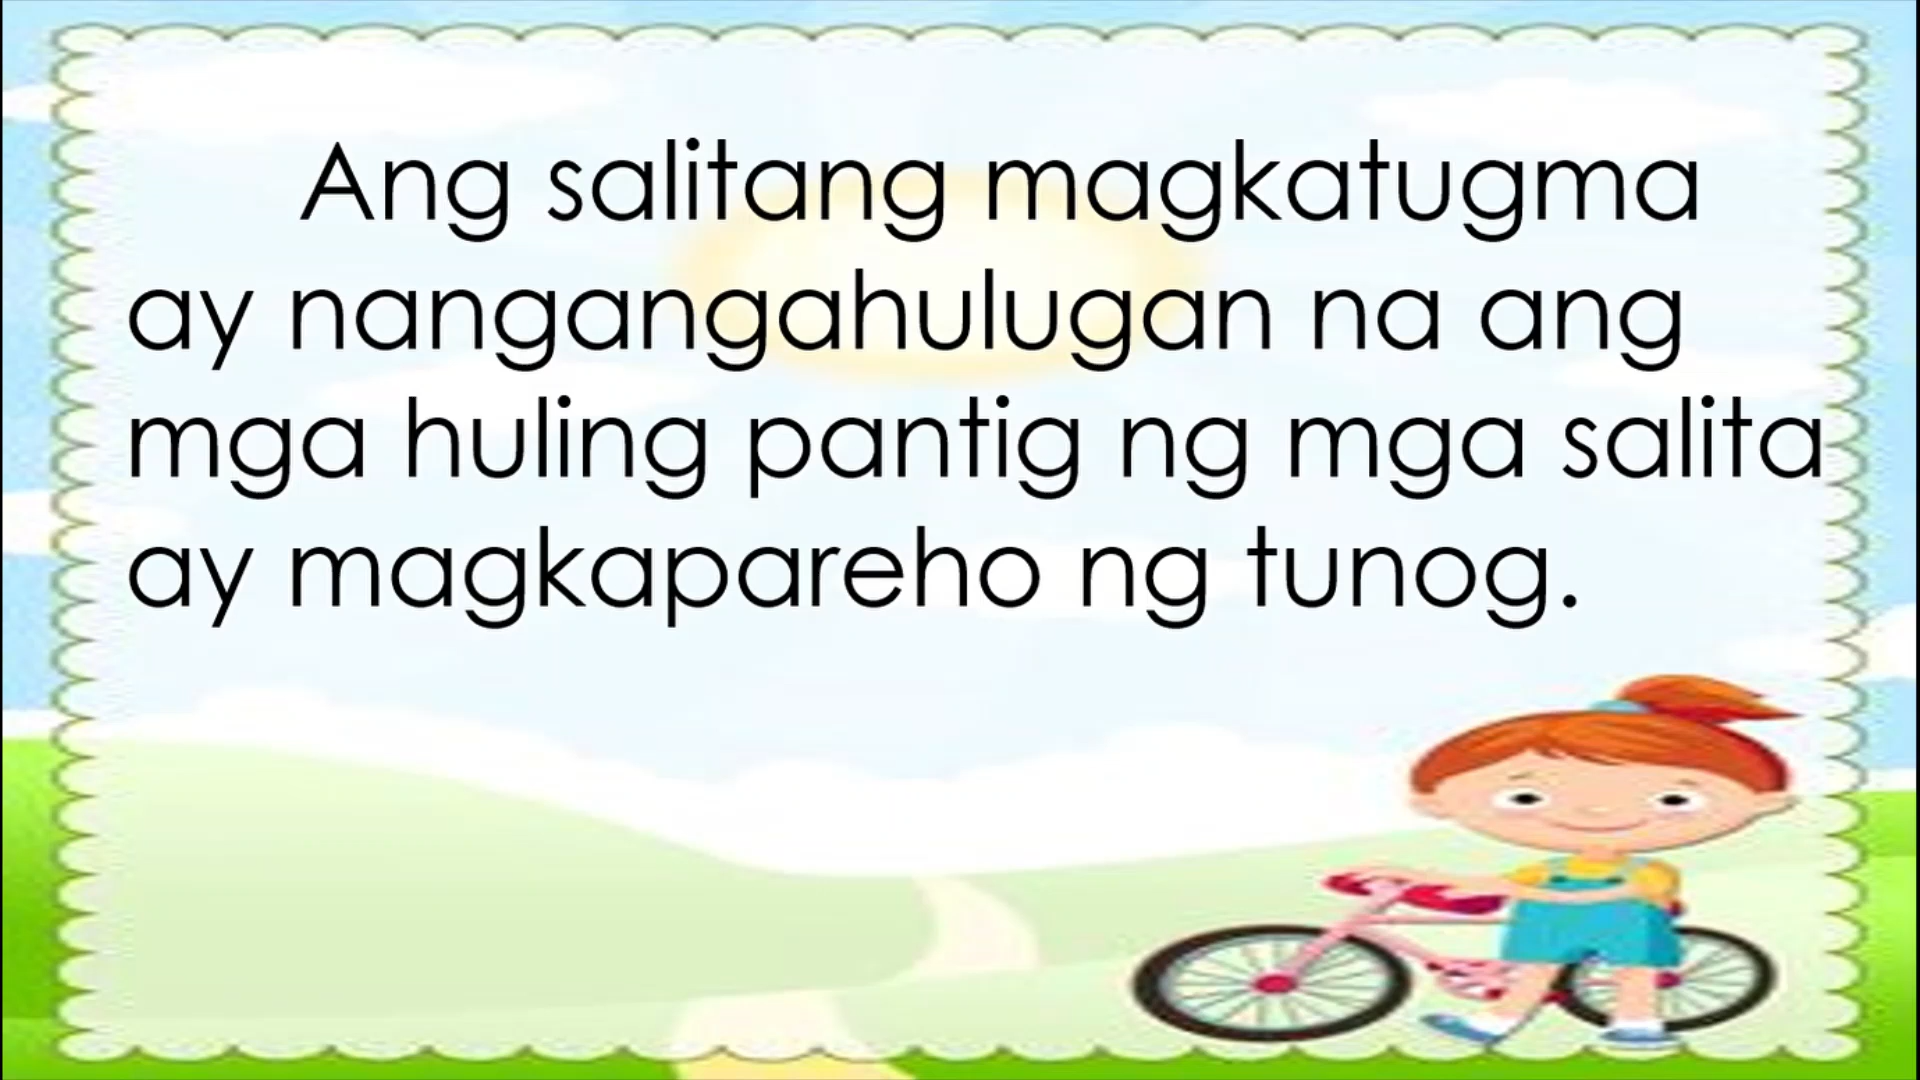 Ang salitang magkatugma
ay nangangahulugan na ang
mga huling pantig ng mga salita
ay magkapareho ng tunog.